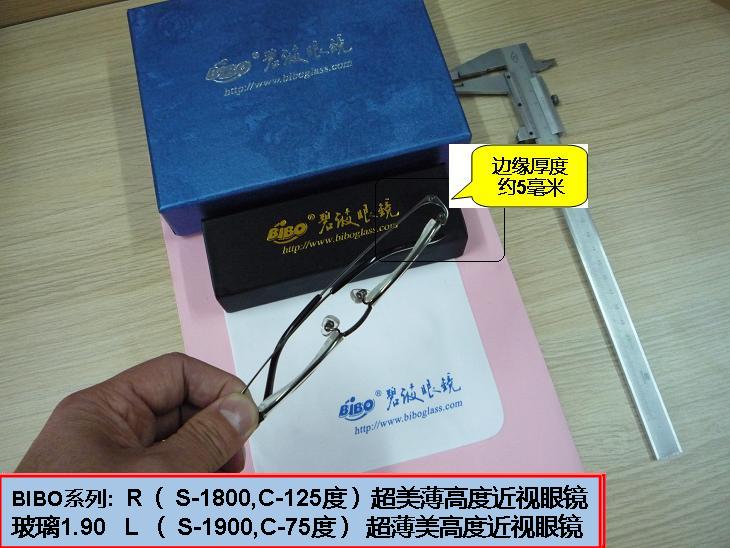 BIBO® 碧波眼镜
http://www.biboglass.com
边缘厚度
约5毫米
BIBO® 碧波眼镜
http://www.biboglass.com
BIBO® 碧波眼镜
http://www.biboglass.com
BIBO系列: R（ S-1800,C-125度）超美薄高度近视眼镜
玻璃1.90 L （ S-1900,C-75度） 超薄美高度近视眼镜